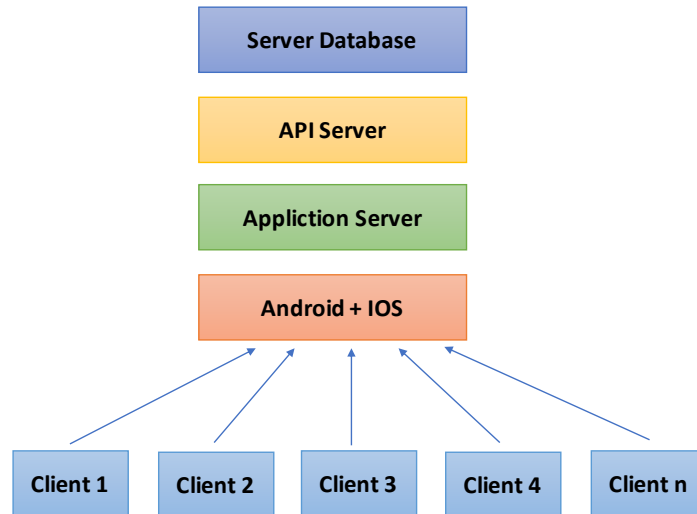 Server Database
API Server
Appliction Server
Android + IOS
Client 1
Client 2
Client 3
Client 4
Client n